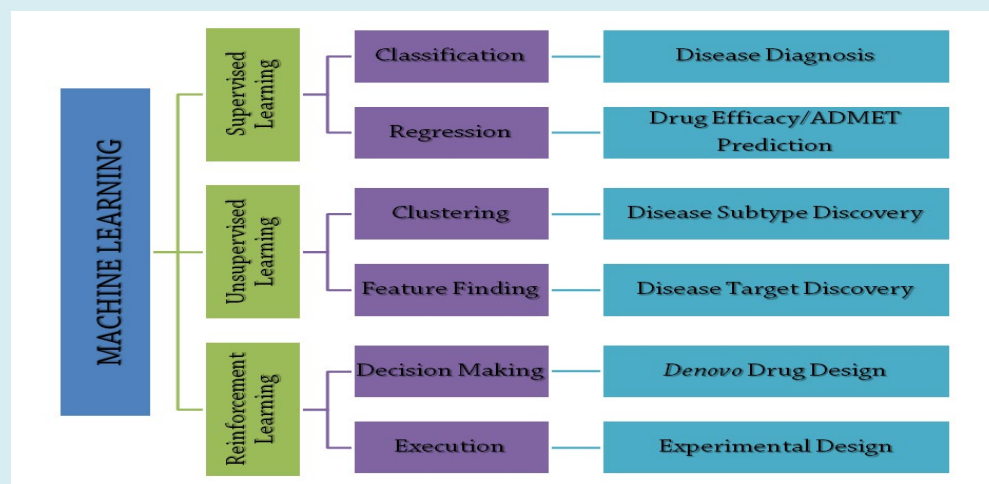 MACHINE LEARNING
Supervised
Learning
Classification
Disease Diagnosis
Regression
Drug Efficacy/ADMET
Prediction
Unsupervised
Learning
Clustering
Disease Subtype Discovery
Feature Finding
Disease Target Discovery
Reinforcement
Learning
Decision Making
Denovo Drug Design
Execution
Experimental Design